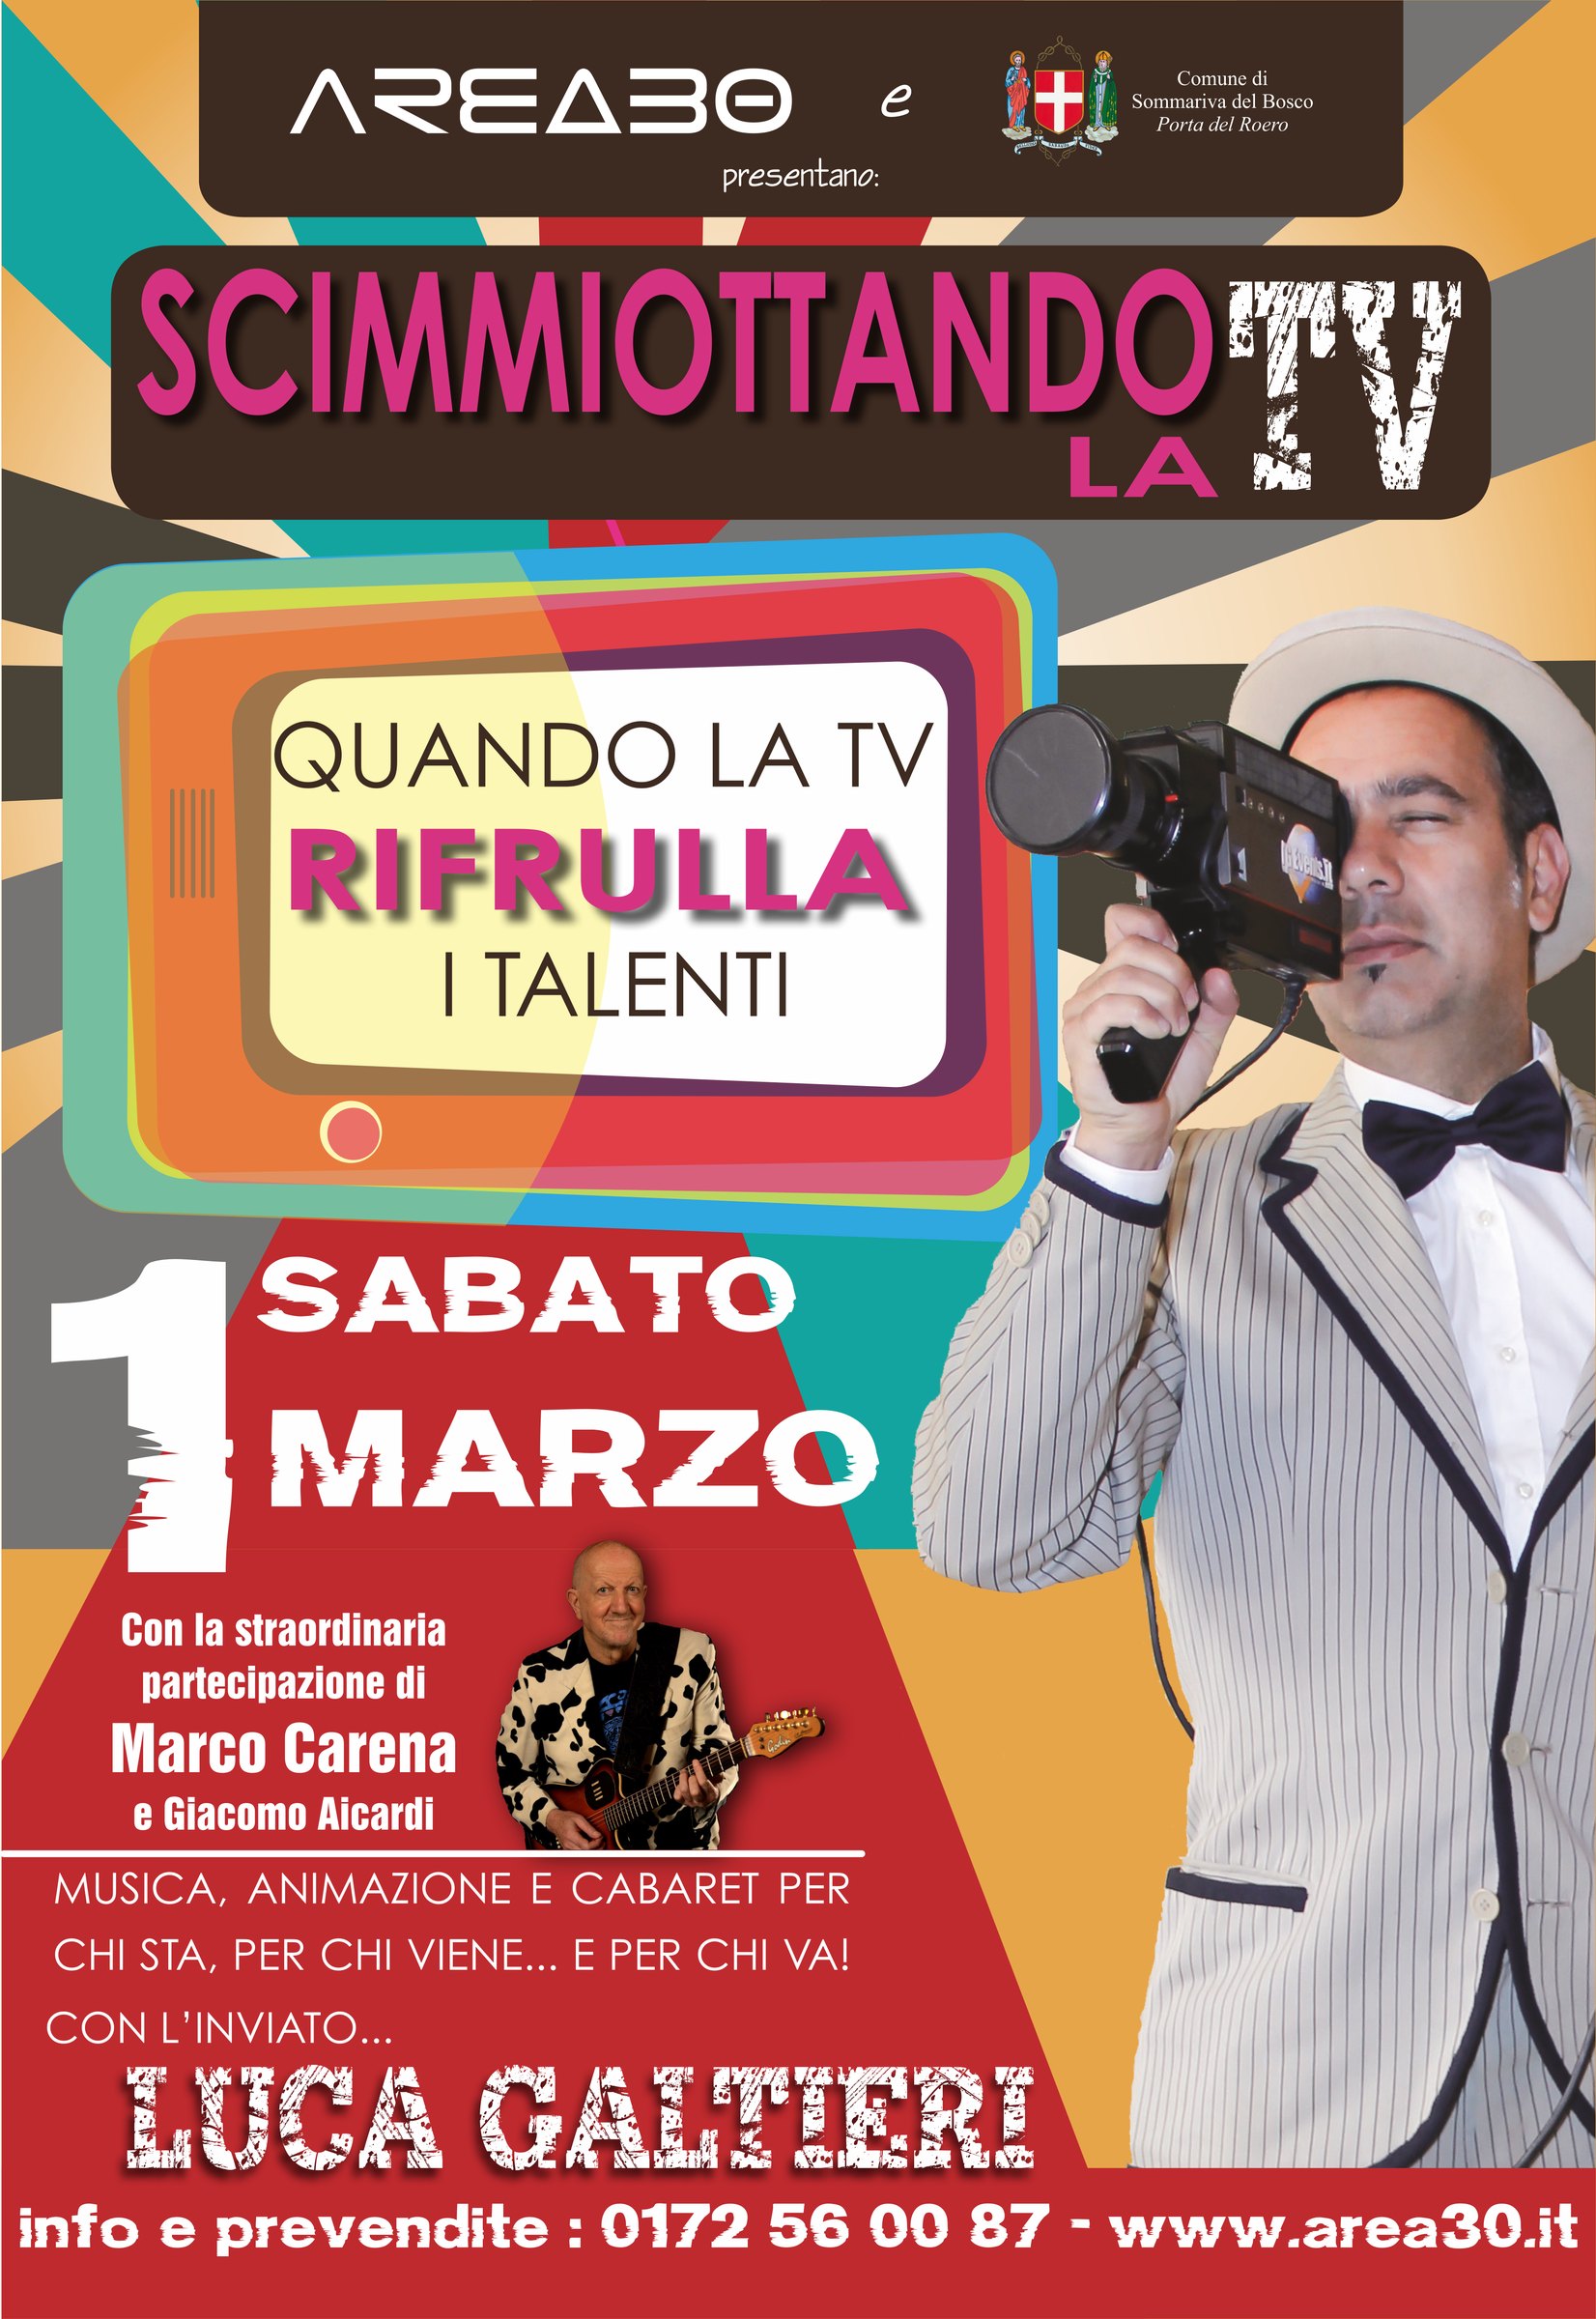 AREA30 e
Comune di
Sommariva del Bosco
Porta del Roero
presentano:
SCIMMIOTTANDO
LA TV
QUANDO LA TV
RIFRULLA
I TALENTI
1 SABATO
MARZO
Con la straordinaria
partecipazione di
Marco Carena
e Giacomo Aicardi
MUSICA, ANIMAZIONE E CABARET PER
CHI STA, PER CHI VIENE... E PER CHI VA!
CON L'INVIATO...
LUCA GALTIERI
info e prevendite : 0172 56 00 87 - www.area30.it
Godin